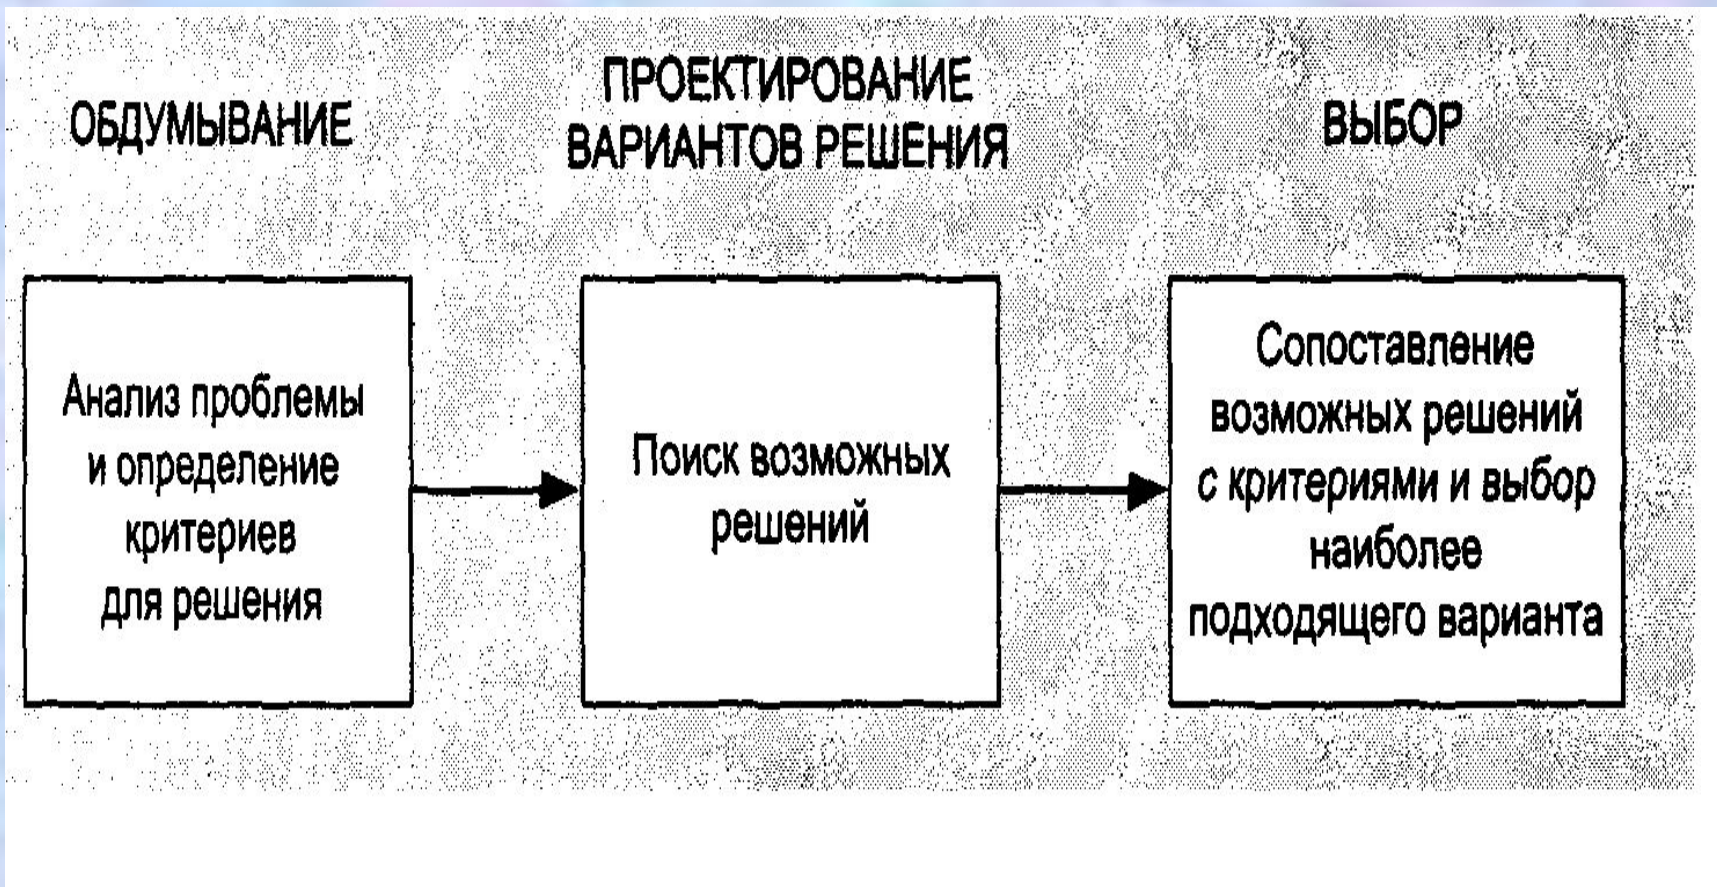 ОБДУМЫВАНИЕ
ПРОЕКТИРОВАНИЕ
ВАРИАНТОВ РЕШЕНИЯ
ВЫБОР
Анализ проблемы
и определение
критериев
для решения
Поиск возможных
решений
Сопоставление
возможных решений
с критериями и выбор
наиболее
подходящего варианта